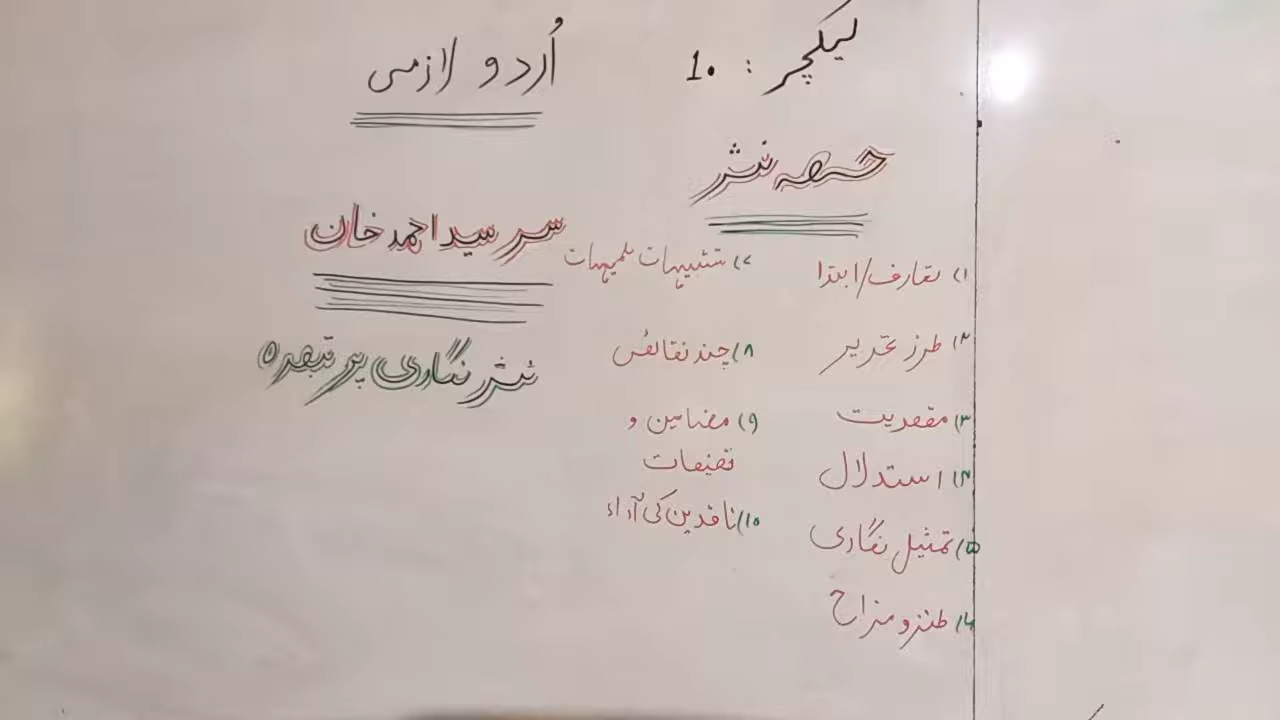 لیکچر : 10
اُردو لازمی
حصہ نثر
سر سید احمد خان
نثر نگاری پر تبصرہ
۱) تعارف/ابتدا
۲) طرز تحریر
۳) مقصدیت
۴) استدلال
۵) تمثیل نگاری
۶) طنز و مزاح
۷) تشبیہات تلمیہات
۸) چند نقائص
۹) مضامین و
تصنیفات
۱۰) ناقدین کی آراء